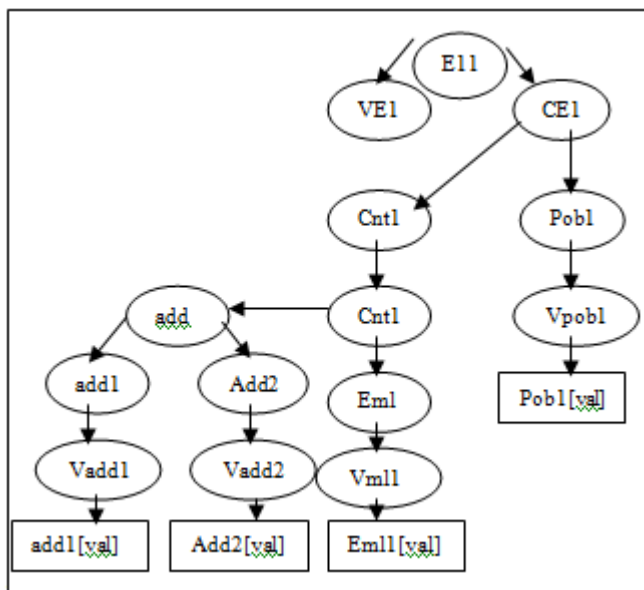 E11
VE1
CE1
Cnt1
Pob1
add
Cnt1
Vpob1
add1
Add2
Eml
Pob1[val]
Vadd1
Vadd2
Vml1
add1[val]
Add2[val]
Eml1[val]